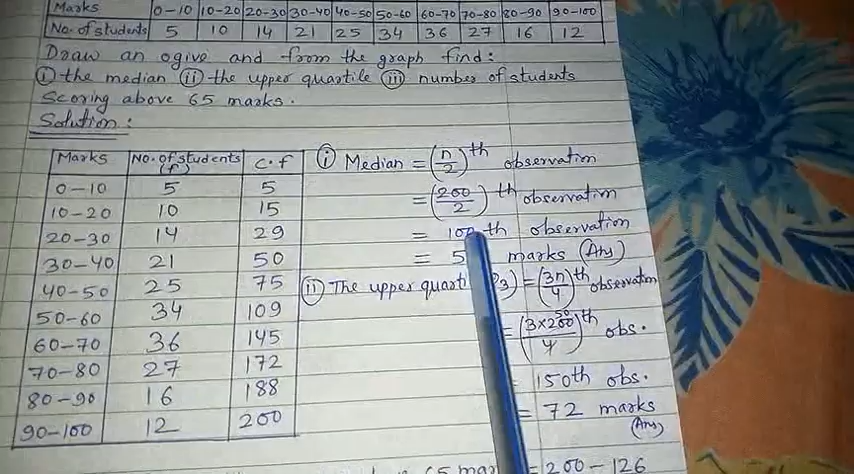 Marks 0-10 10-20 20-30 30-40 40-50 50-60 60-70 70-80 80-90 90-100
No. of students 5 10 14 21 25 34 36 27 16 12
Draw an ogive and from the graph find:
(i) the median (ii) the upper quartile (iii) number of students
scoring above 65 marks.
Solution:
Marks No. of students (f) C.f
0-10 5 5
10-20 10 15
20-30 14 29
30-40 21 50
40-50 25 75
50-60 34 109
60-70 36 145
70-80 27 172
80-90 16 188
90-100 12 200
(i) Median = (n/2)th observation
= (200/2)th observation
= 100th observation
= 5 marks (Ans)
(ii) The upper = (3n/4)th observation
= (3×200/4)th obs. 50
= 150th obs.
= 72 marks
(Ans)
= 200-126